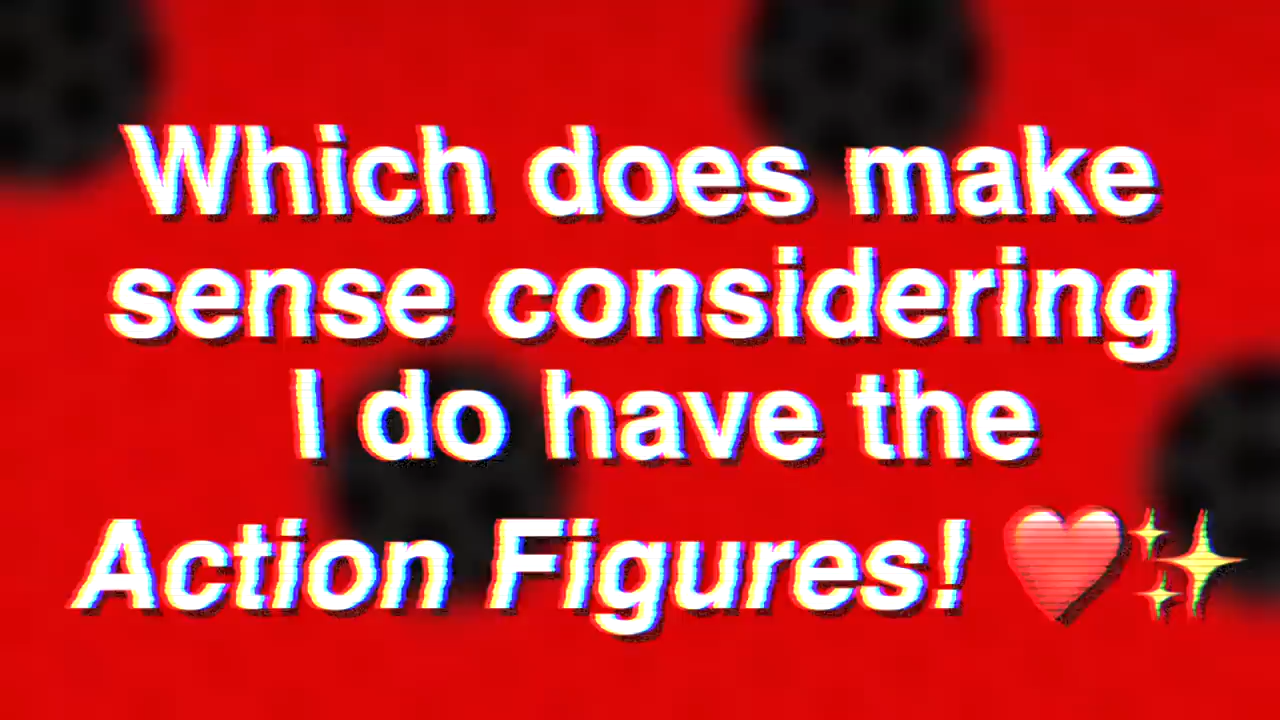 Which does make
sense considering
I do have the
Action Figures! ❤️✨